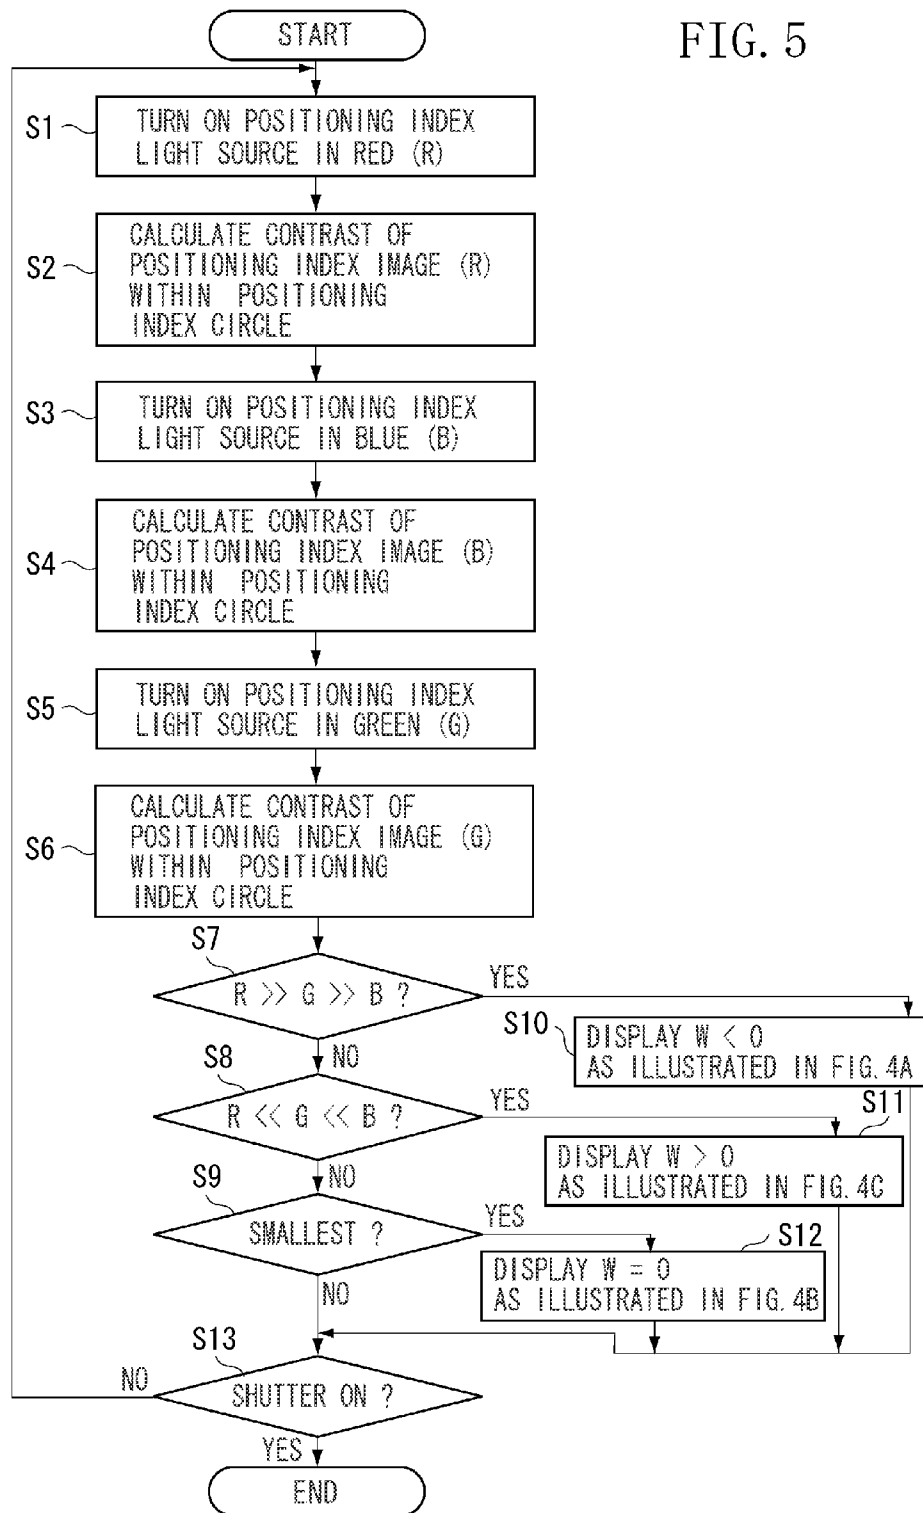 START
FIG. 5
S1
TURN ON POSITIONING INDEX
LIGHT SOURCE IN RED (R)
S2
CALCULATE CONTRAST OF
POSITIONING INDEX IMAGE (R)
WITHIN POSITIONING
INDEX CIRCLE
S3
TURN ON POSITIONING INDEX
LIGHT SOURCE IN BLUE (B)
S4
CALCULATE CONTRAST OF
POSITIONING INDEX IMAGE (B)
WITHIN POSITIONING
INDEX CIRCLE
S5
TURN ON POSITIONING INDEX
LIGHT SOURCE IN GREEN (G)
S6
CALCULATE CONTRAST OF
POSITIONING INDEX IMAGE (G)
WITHIN POSITIONING
INDEX CIRCLE
S7
R >> G >> B ?
YES
NO
S10
DISPLAY W < 0
AS ILLUSTRATED IN FIG. 4A
S8
R << G << B ?
YES
NO
S11
DISPLAY W > 0
AS ILLUSTRATED IN FIG. 4C
S9
SMALLEST ?
YES
NO
S12
DISPLAY W = 0
AS ILLUSTRATED IN FIG. 4B
S13
SHUTTER ON ?
NO
YES
END